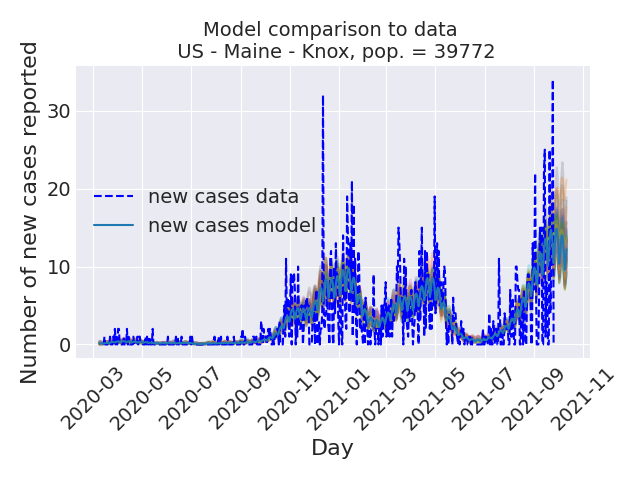 Model comparison to data
US - Maine - Knox, pop. = 39772
Number of new cases reported
30
20
10
0
new cases data
new cases model
2020-03
2020-05
2020-07
2020-09
2020-11
2021-01
2021-03
2021-05
2021-07
2021-09
2021-11
Day